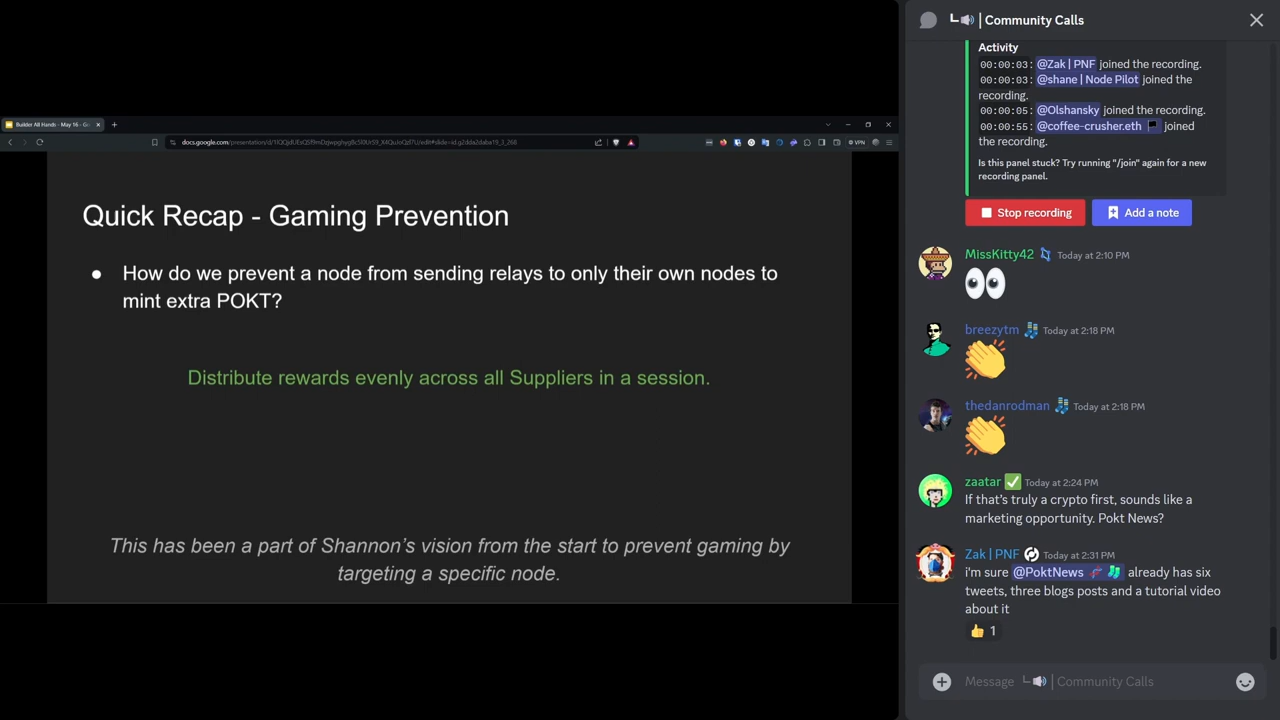 Builder All Hands - May 16 - G
Quick Recap - Gaming Prevention
● How do we prevent a node from sending relays to only their own nodes to
mint extra POKT?
Distribute rewards evenly across all Suppliers in a session.
This has been a part of Shannon's vision from the start to prevent gaming by
targeting a specific node.
VPN
| Community Calls
Activity
00:00:03: @Zak | PNF joined the recording.
00:00:03: @shane | Node Pilot joined the
recording.
00:00:05: @Olshansky joined the recording.
00:00:55: @coffee-crusher.eth joined
the recording.
Is this panel stuck? Try running "/join" again for a new
recording panel.
Stop recording
Add a note
MissKitty42 Today at 2:10 PM
👀
breezytm Today at 2:18 PM
👏
thedanrodman Today at 2:18 PM
👏
zaatar ✅ Today at 2:24 PM
If that's truly a crypto first, sounds like a
marketing opportunity. Pokt News?
Zak | PNF Today at 2:31 PM
i'm sure @PoktNews already has six
tweets, three blogs posts and a tutorial video
about it
👍 1
Message | Community Calls